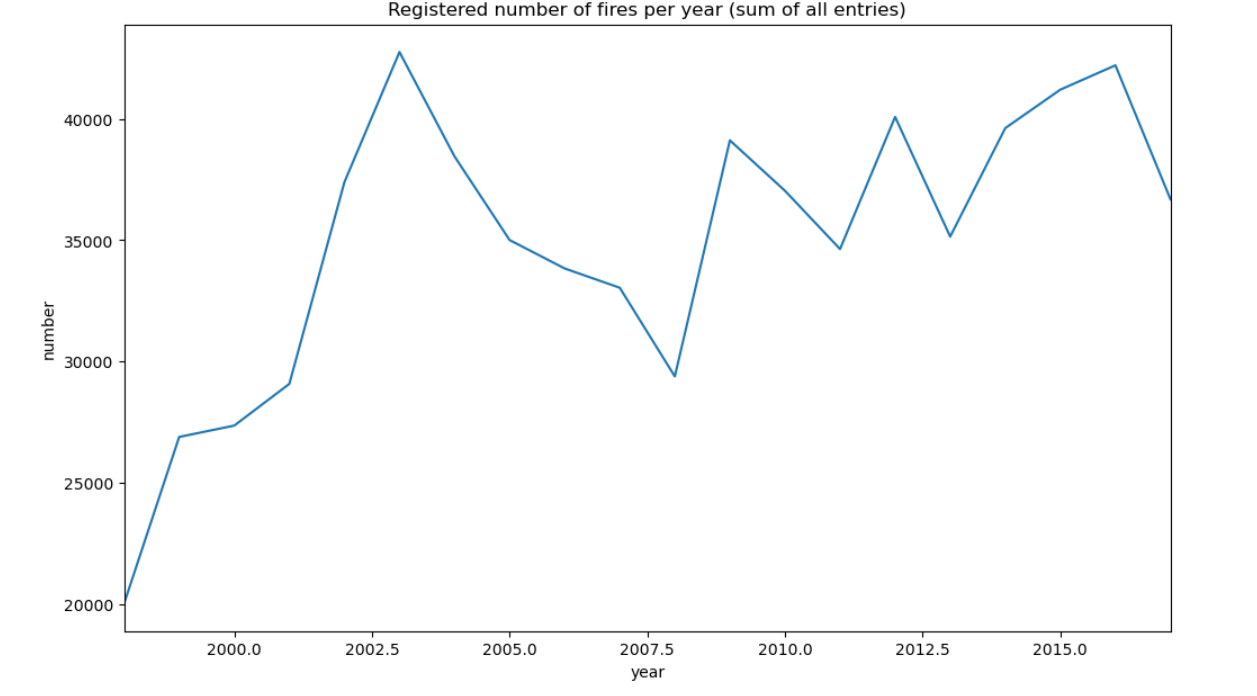 Registered number of fires per year (sum of all entries)
40000
35000
30000
25000
20000
number
2000.0 2002.5 2005.0 2007.5 2010.0 2012.5 2015.0
year